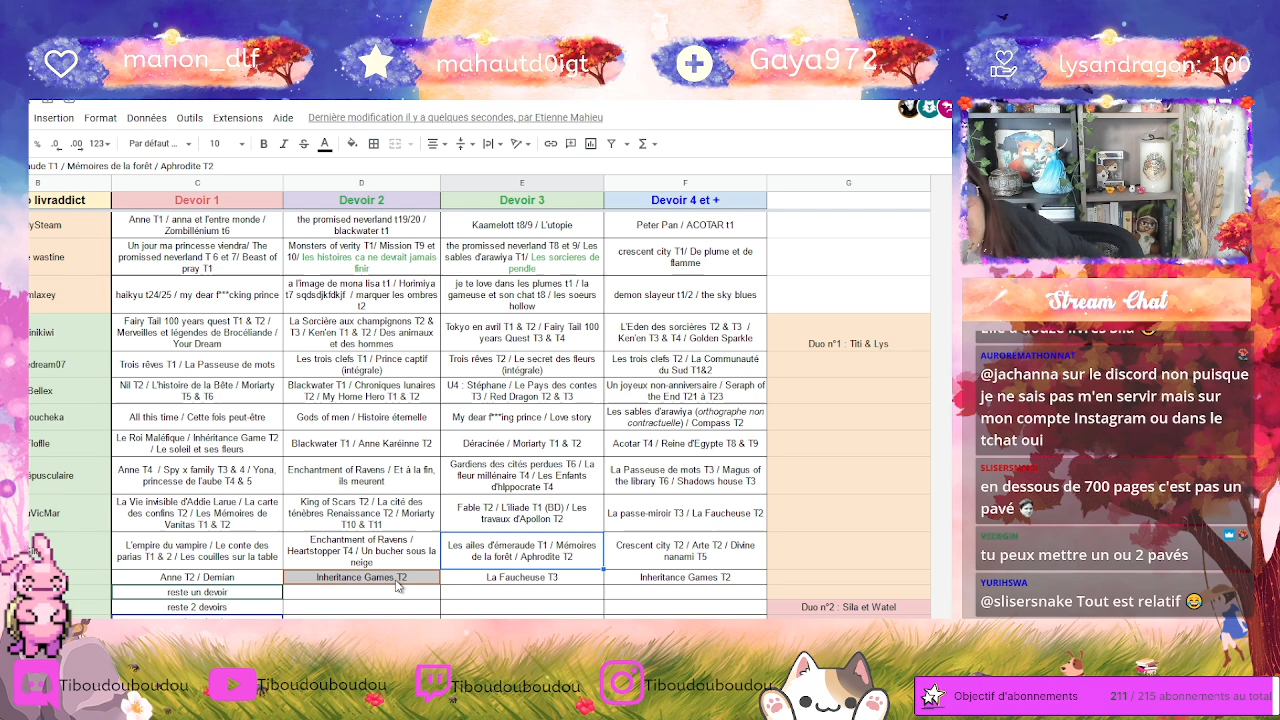 manon_dlf
mahautd0igt
Gaya972
lysandragon: 100
Insertion Format Données Outils Extensions Aide Dernière modification il y a quelques secondes, par Etienne Mahieu
% .0 .00 123 Par défaut ... 10 B I S A
ude T1 / Mémoires de la forêt / Aphrodite T2
B C D E F G
livraddict Devoir 1 Devoir 2 Devoir 3 Devoir 4 et +
ySteam
Anne T1 / anna et l'entre monde /
Zombillénium t6
the promised neverland t19/20 /
blackwater t1
Kaamelott t8/9 / L'utopie
Peter Pan / ACOTAR t1
wastine
Un jour ma princesse viendra/ The
promised neverland T 6 et 7/ Beast of
pray T1
Monsters of verity T1/ Mission T9 et
10/ les histoires ca ne devrait jamais
finir
the promised neverland T8 et 9/ Les
sables d'arawiya T1/ Les sorcieres de
pendle
crescent city T1/ De plume et de
flamme
mlaxey
haikyu t24/25 / my dear f***cking prince
a l'image de mona lisa t1 / Horimiya
t7 sqdsdjkfdkjf / marquer les ombres
t2
je te love dans les plumes t1 / la
gameuse et son chat t8 / les soeurs
hollow
demon slayeur t1/2 / the sky blues
inikiwi
Fairy Tail 100 years quest T1 & T2 /
Merveilles et légendes de Brocéliande /
Your Dream
La Sorcière aux champignons T2 &
T3 / Ken'en T1 & T2 / Des animaux
et des hommes
Tokyo en avril T1 & T2 / Fairy Tail 100
years Quest T3 & T4
L'Eden des sorcières T2 & T3 /
Ken'en T3 & T4 / Golden Sparkle
Duo n°1 : Titi & Lys
dream07
Trois rêves T1 / La Passeuse de mots
Les trois clefs T1 / Prince captif
(intégrale)
Trois rêves T2 / Le secret des fleurs
(intégrale)
Les trois clefs T2 / La Communauté
du Sud T1&2
Bellex
Nil T2 / L'histoire de la Bête / Moriarty
T5 & T6
Blackwater T1 / Chroniques lunaires
T2 / My Home Hero T1 & T2
U4 : Stéphane / Le Pays des contes
T3 / Red Dragon T2 & T3
Un joyeux non-anniversaire / Seraph of
the End T21 à T23
oucheka
All this time / Cette fois peut-être
Gods of men / Histoire éternelle
My dear f***ing prince / Love story
Les sables d'arawiya (orthographe non
contractuelle) / Compass T2
Floflie
Le Roi Maléfique / Inhéritance Game T2
/ Le soleil et ses fleurs
Blackwater T1 / Anne Karéinne T2
Déracinée / Moriarty T1 & T2
Acotar T4 / Reine d'Egypte T8 & T9
épusculaire
Anne T4 / Spy x family T3 & 4 / Yona,
princesse de l'aube T4 & 5
Enchantment of Ravens / Et à la fin,
ils meurent
Gardiens des cités perdues T6 / La
fleur millénaire T4 / Les Enfants
d'hippocrate T4
La Passeuse de mots T3 / Magus of
the library T6 / Shadows house T3
VicMar
La Vie invisible d'Addie Larue / La carte
des confins T2 / Les Mémoires de
Vanitas T1 & T2
King of Scars T2 / La cité des
ténèbres Renaissance T2 / Moriarty
T10 & T11
Fable T2 / L'iliade T1 (BD) / Les
travaux d'Apollon T2
La passe-miroir T3 / La Faucheuse T2
L'empire du vampire / Le conte des
parias T1 & 2 / Les couilles sur la table
Enchantment of Ravens /
Heartstopper T4 / Un bucher sous la
neige
Les ailes d'émeraude T1 / Mémoires
de la forêt / Aphrodite T2
Crescent city T2 / Arte T2 / Divine
nanami T5
Anne T2 / Demian
Inheritance Games T2
La Faucheuse T3
Inheritance Games T2
reste un devoir
reste 2 devoirs
Duo n°2 : Sila et Watel
Stream Chat
Elle a douze livres Sila
AUROREMATHONNAT
@jachanna sur le discord non puisque
je ne sais pas m'en servir mais sur
mon compte Instagram ou dans le
tchat oui
SLISERSNAKE
en dessous de 700 pages c'est pas un
pavé
tu peux mettre un ou 2 pavés
YURIHSWA
@slisersnake Tout est relatif
Tiboudouboudou
Tiboudouboudou
Tiboudouboudou
Tiboudouboudou
Objectif d'abonnements 211 / 215 abonnements au total